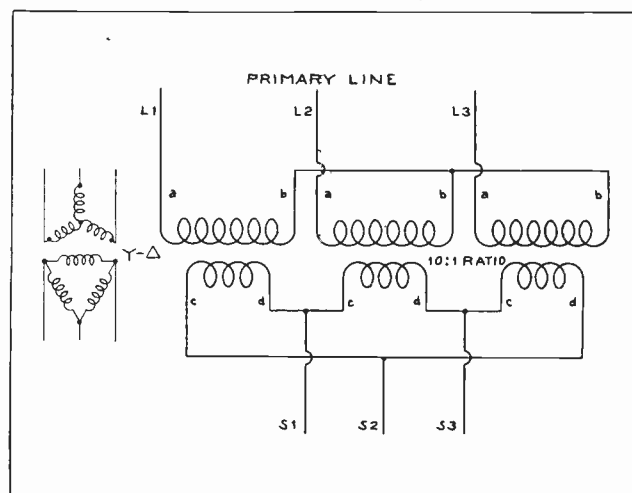 PRIMARY LINE
L1 L2 L3
a b a b a b
Y-Δ
10:1 RATIO
c d c d c d
S1 S2 S3